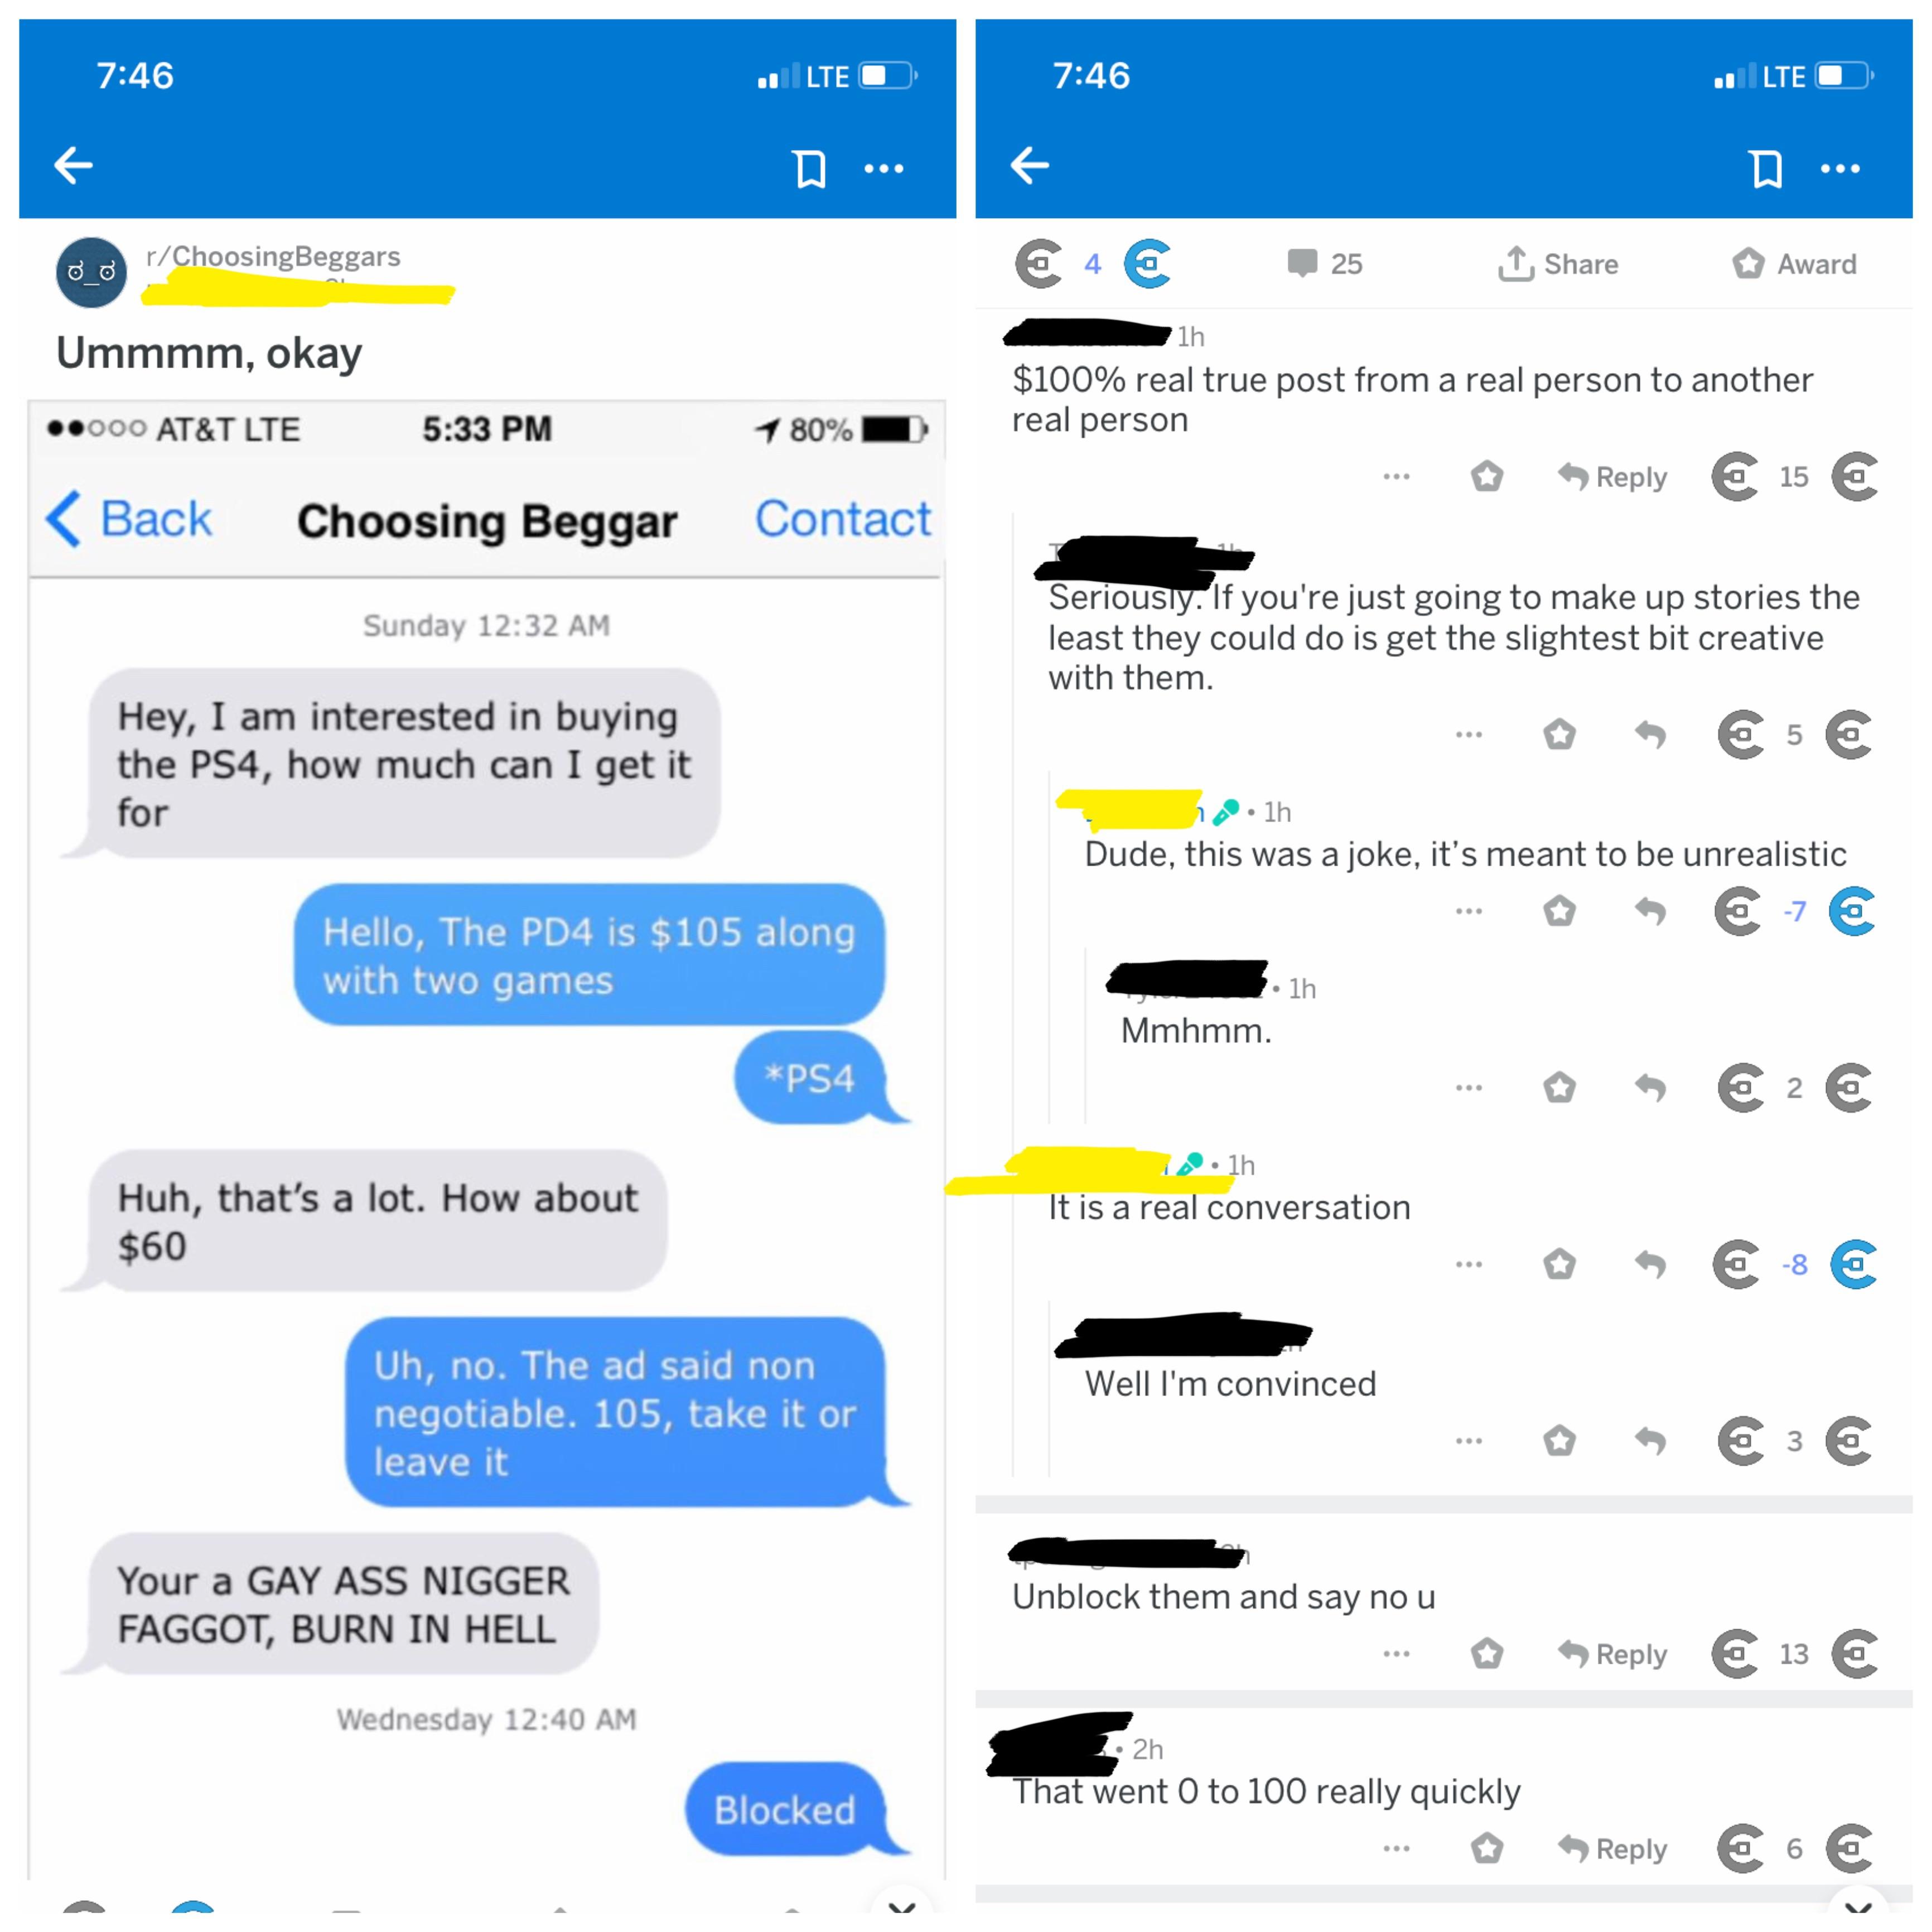 7:46
LTE
r/ChoosingBeggars
Ummmm, okay
AT&T LTE
5:33 PM
80%
Back
Choosing Beggar
Contact
Sunday 12:32 AM
Hey, I am interested in buying
the PS4, how much can I get it
for
Hello, The PD4 is $105 along
with two games
*PS4
Huh, that's a lot. How about
$60
Uh, no. The ad said non
negotiable. 105, take it or
leave it
Your a GAY ASS NIGGER
FAGGOT, BURN IN HELL
Wednesday 12:40 AM
Blocked
7:46
LTE
4
25
Share
Award
1h
$100% real true post from a real person to another
real person
Reply
15
Seriously. If you're just going to make up stories the
least they could do is get the slightest bit creative
with them.
5
• 1h
Dude, this was a joke, it's meant to be unrealistic
-7
• 1h
Mmhmm.
2
• 1h
It is a real conversation
-8
Well I'm convinced
3
Unblock them and say no u
Reply
13
• 2h
That went 0 to 100 really quickly
Reply
6